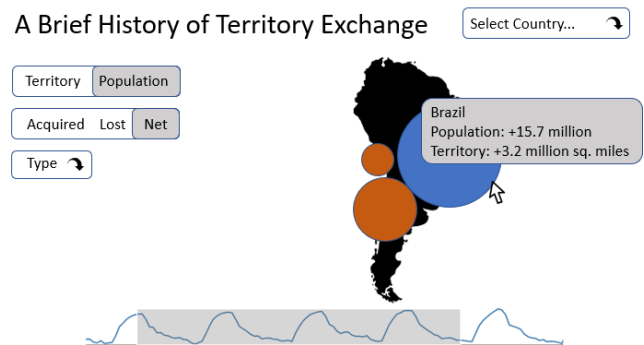 A Brief History of Territory Exchange
Select Country...
Territory Population
Acquired Lost Net
Type
Brazil
Population: +15.7 million
Territory: +3.2 million sq. miles